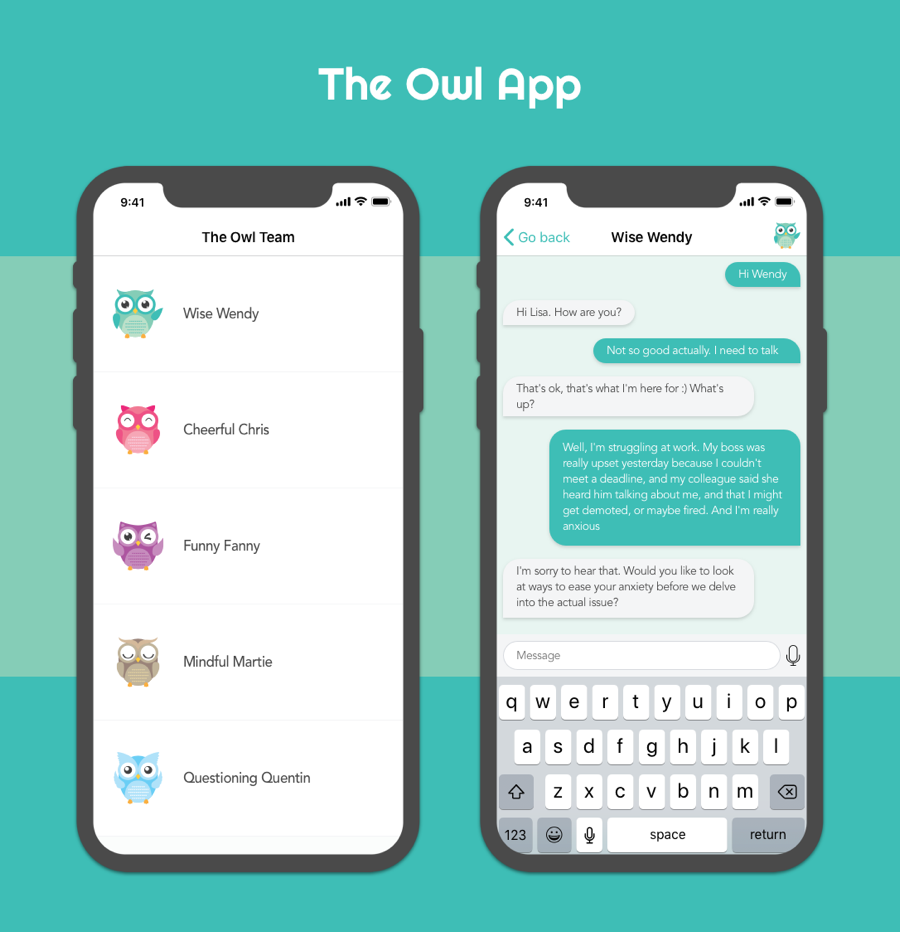 The Owl App
9:41
The Owl Team
Wise Wendy
Cheerful Chris
Funny Fanny
Mindful Martie
Questioning Quentin
9:41
Go back
Wise Wendy
Hi Wendy
Hi Lisa. How are you?
Not so good actually. I need to talk
That's ok, that's what I'm here for :) What's
up?
Well, I'm struggling at work. My boss was
really upset yesterday because I couldn't
meet a deadline, and my colleague said she
heard him talking about me, and that I might
get demoted, or maybe fired. And I'm really
anxious
I'm sorry to hear that. Would you like to look
at ways to ease your anxiety before we delve
into the actual issue?
Message
q w e r t y u i o p
a s d f g h j k l
z x c v b n m
123 space return